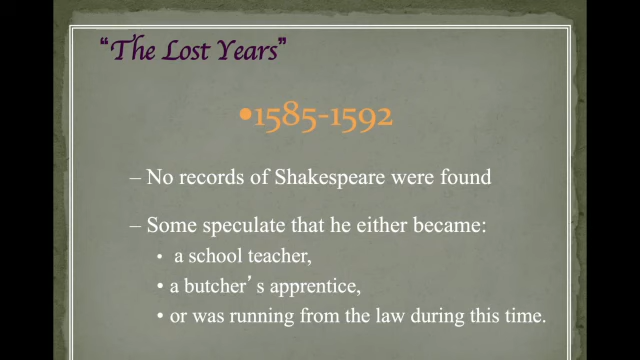 “The Lost Years”
•1585-1592
– No records of Shakespeare were found
– Some speculate that he either became:
• a school teacher,
• a butcher’s apprentice,
• or was running from the law during this time.